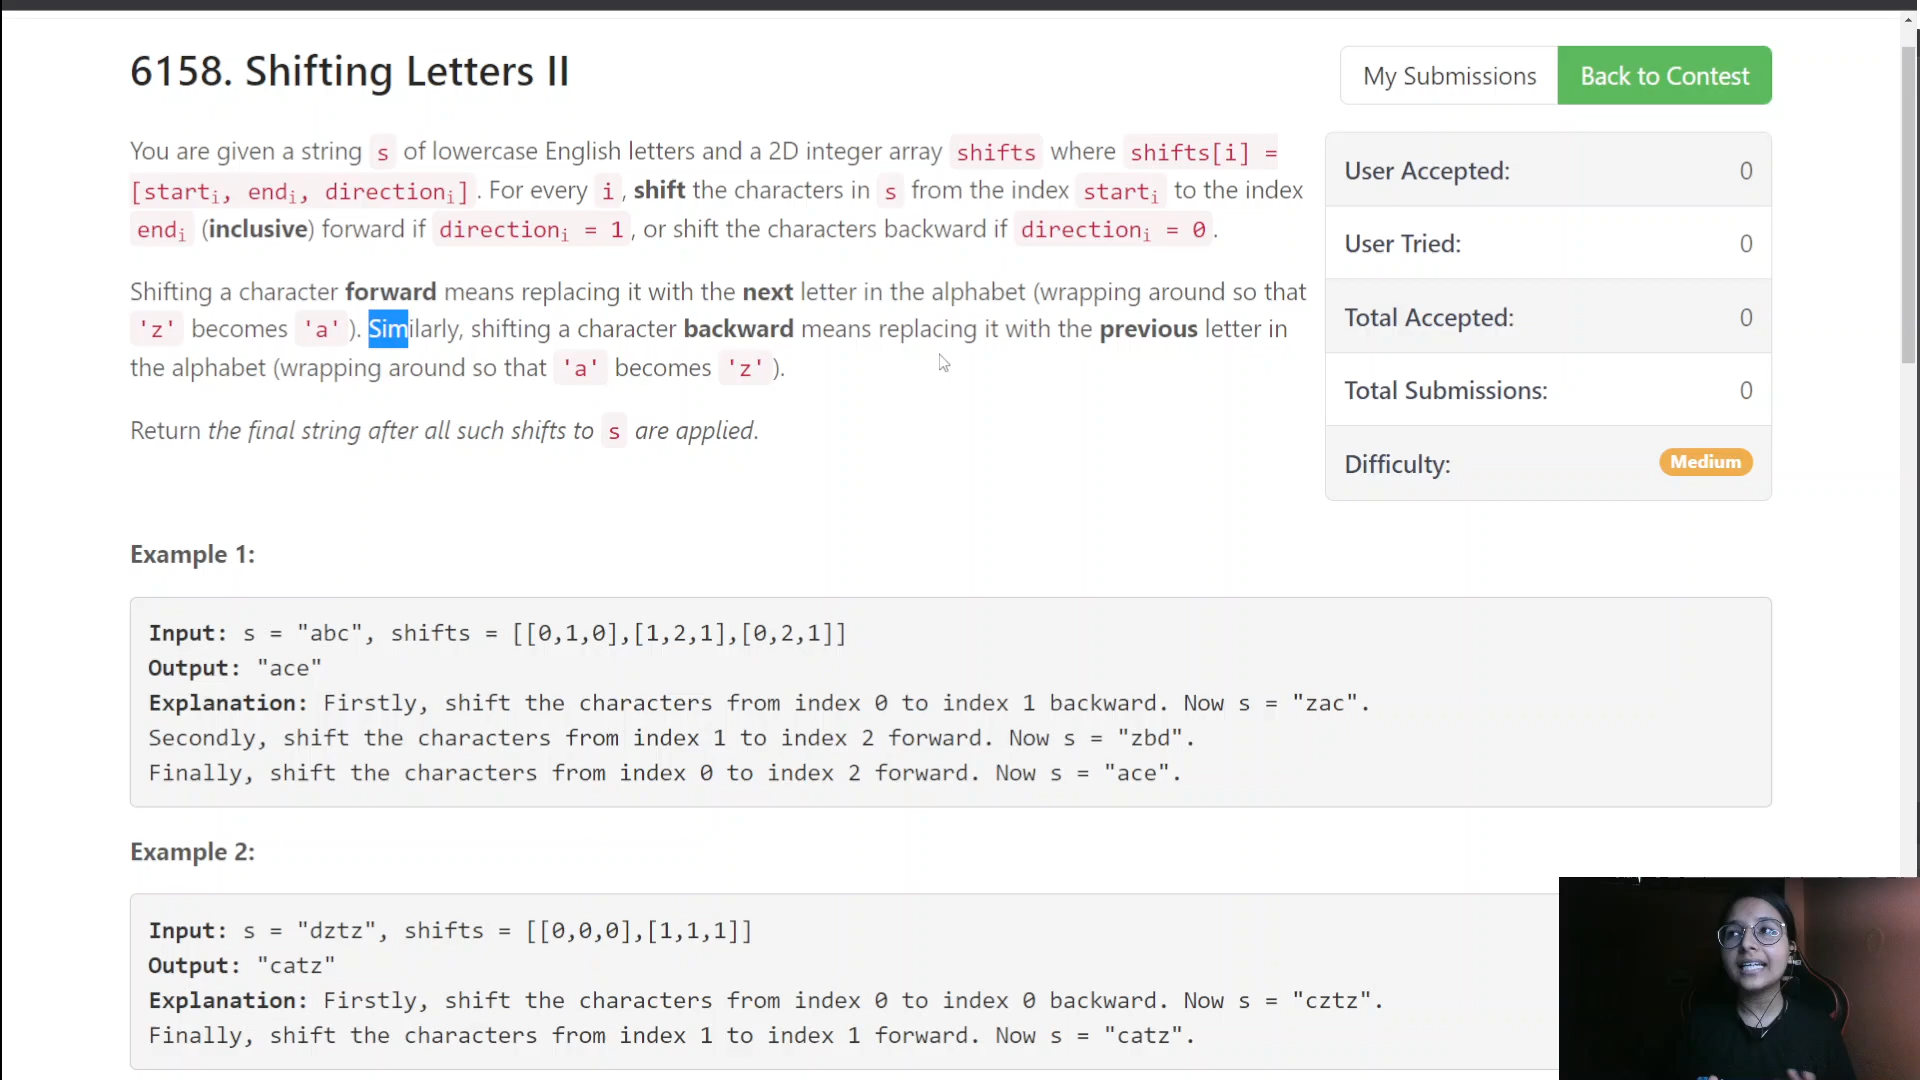 6158. Shifting Letters II
My Submissions
Back to Contest
You are given a string s of lowercase English letters and a 2D integer array shifts where shifts[i] =
[startᵢ, endᵢ, directionᵢ]. For every i, shift the characters in s from the index startᵢ to the index
endᵢ (inclusive) forward if directionᵢ = 1, or shift the characters backward if directionᵢ = 0.
Shifting a character forward means replacing it with the next letter in the alphabet (wrapping around so that
'z' becomes 'a'). Similarly, shifting a character backward means replacing it with the previous letter in
the alphabet (wrapping around so that 'a' becomes 'z').
Return the final string after all such shifts to s are applied.
User Accepted: 0
User Tried: 0
Total Accepted: 0
Total Submissions: 0
Difficulty: Medium
Example 1:
Input: s = "abc", shifts = [[0,1,0],[1,2,1],[0,2,1]]
Output: "ace"
Explanation: Firstly, shift the characters from index 0 to index 1 backward. Now s = "zac".
Secondly, shift the characters from index 1 to index 2 forward. Now s = "zbd".
Finally, shift the characters from index 0 to index 2 forward. Now s = "ace".
Example 2:
Input: s = "dztz", shifts = [[0,0,0],[1,1,1]]
Output: "catz"
Explanation: Firstly, shift the characters from index 0 to index 0 backward. Now s = "cztz".
Finally, shift the characters from index 1 to index 1 forward. Now s = "catz".